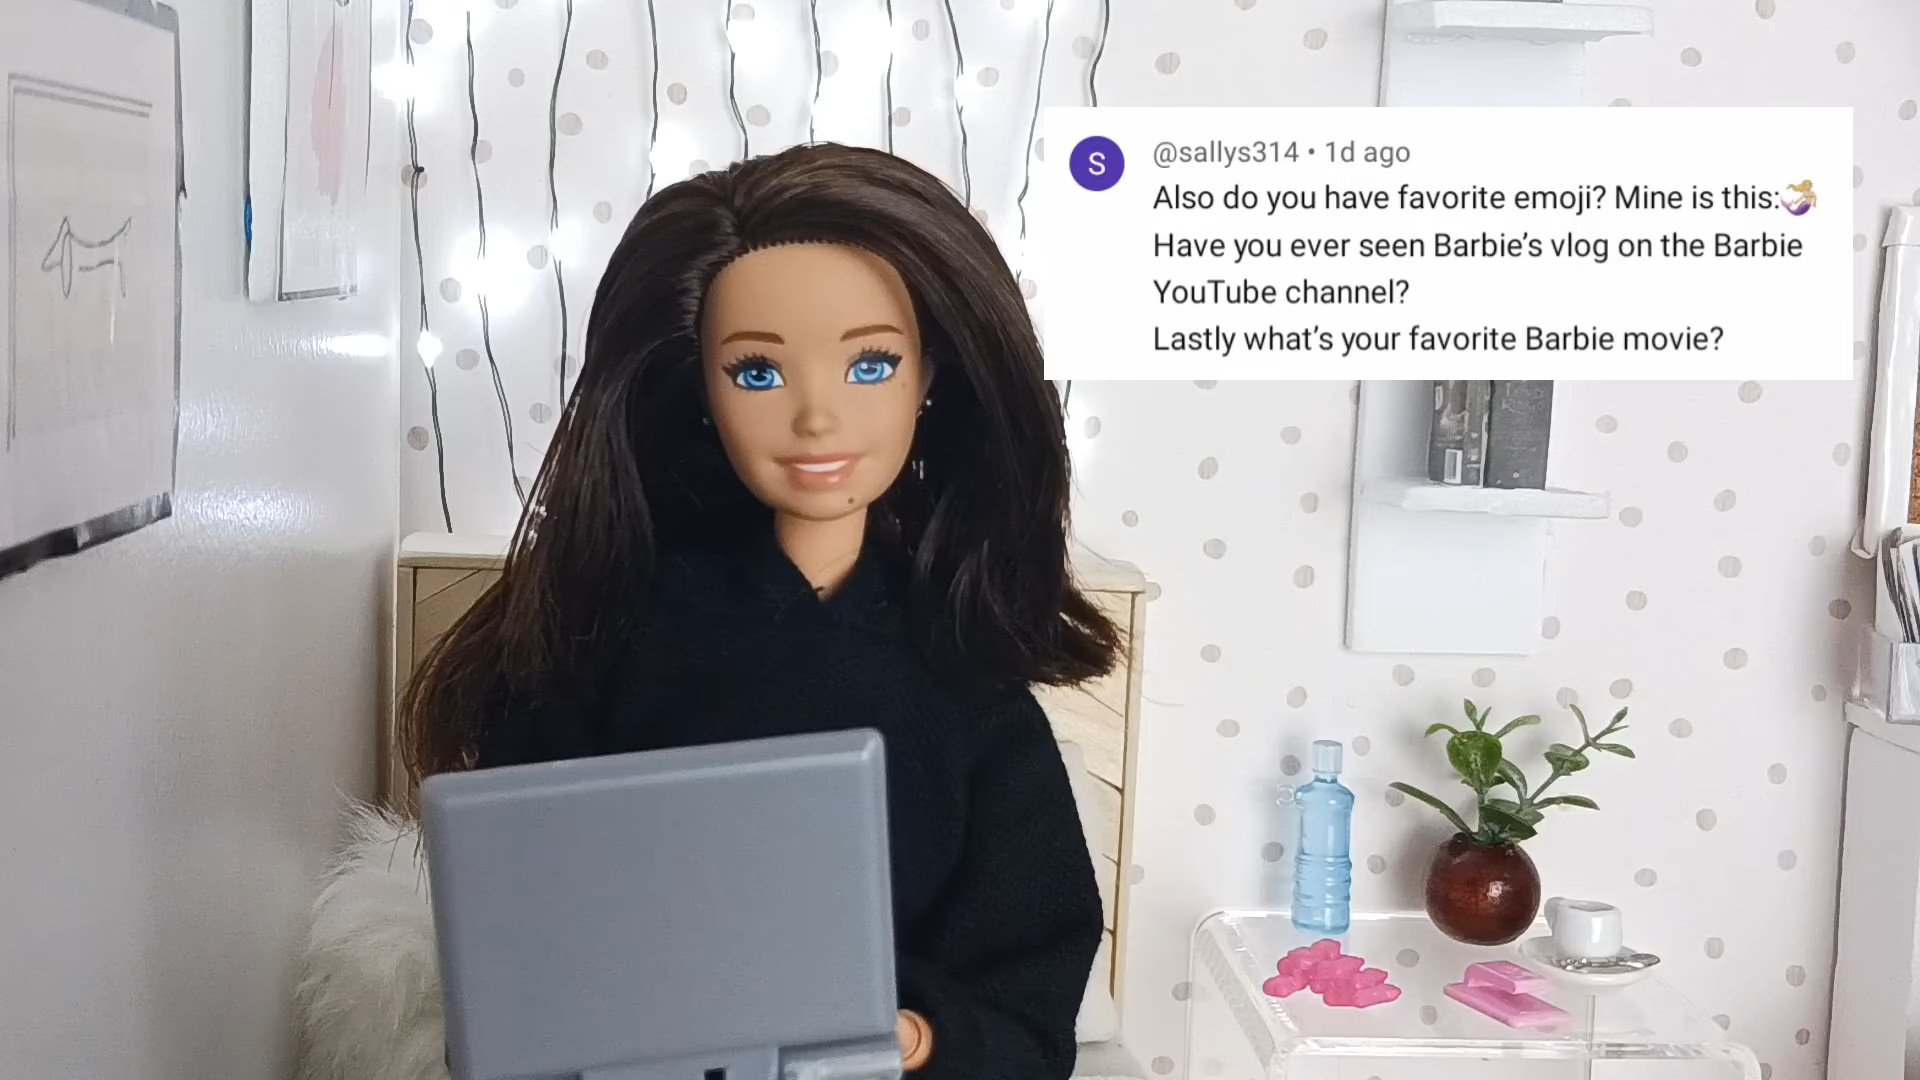 S
@sallys314 • 1d ago
Also do you have favorite emoji? Mine is this:🧜‍♀️
Have you ever seen Barbie’s vlog on the Barbie
YouTube channel?
Lastly what’s your favorite Barbie movie?